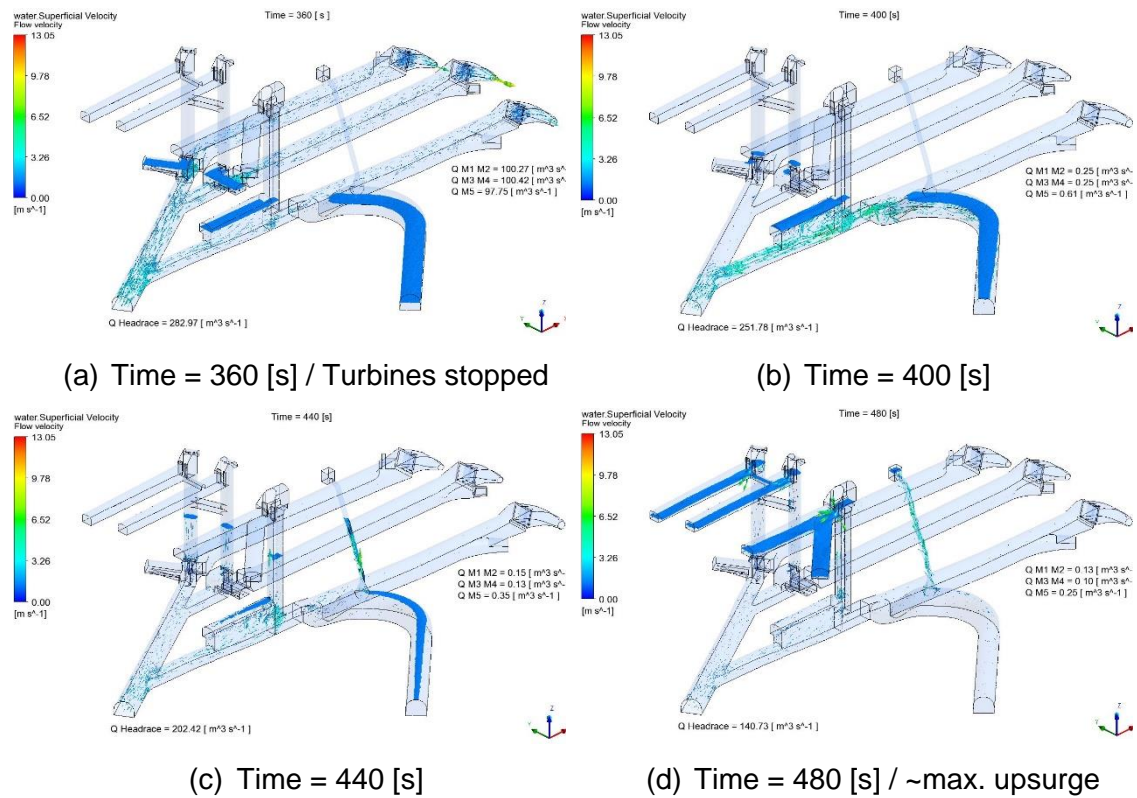 water.Superficial Velocity
Flow velocity
Time = 360 [ s ]
13.05
9.78
6.52
3.26
0.00
[m s^-1]
Q M1 M2 = 100.27 [ m^3 s^-
Q M3 M4 = 100.42 [ m^3 s^-
Q M5 = 97.75 [ m^3 s^-1 ]
Q Headrace = 282.97 [ m^3 s^-1 ]
Z
(a) Time = 360 [s] / Turbines stopped
water.Superficial Velocity
Flow velocity
Time = 400 [s]
13.05
9.78
6.52
3.26
0.00
[m s^-1]
Q M1 M2 = 0.25 [ m^3 s^-
Q M3 M4 = 0.25 [ m^3 s^-
Q M5 = 0.61 [ m^3 s^-1 ]
Q Headrace = 251.78 [ m^3 s^-1 ]
Z
(b) Time = 400 [s]
water.Superficial Velocity
Flow velocity
Time = 440 [s]
13.05
9.78
6.52
3.26
0.00
[m s^-1]
Q M1 M2 = 0.15 [ m^3 s^-
Q M3 M4 = 0.13 [ m^3 s^-
Q M5 = 0.35 [ m^3 s^-1 ]
Q Headrace = 202.42 [ m^3 s^-1 ]
Z
(c) Time = 440 [s]
water.Superficial Velocity
Flow velocity
Time = 480 [s]
13.05
9.78
6.52
3.26
0.00
[m s^-1]
Q M1 M2 = 0.13 [ m^3 s^-
Q M3 M4 = 0.10 [ m^3 s^-
Q M5 = 0.25 [ m^3 s^-1 ]
Q Headrace = 140.73 [ m^3 s^-1 ]
Z
(d) Time = 480 [s] / ~max. upsurge